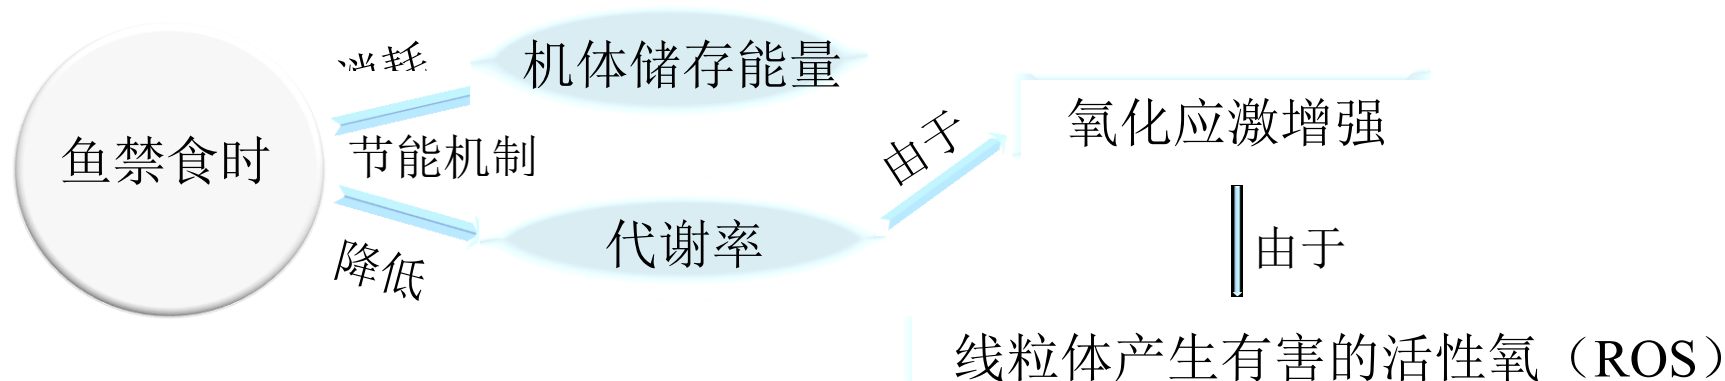 消耗
机体储存能量
鱼禁食时
节能机制
降低
代谢率
由于
氧化应激增强
由于
线粒体产生有害的活性氧（ROS）